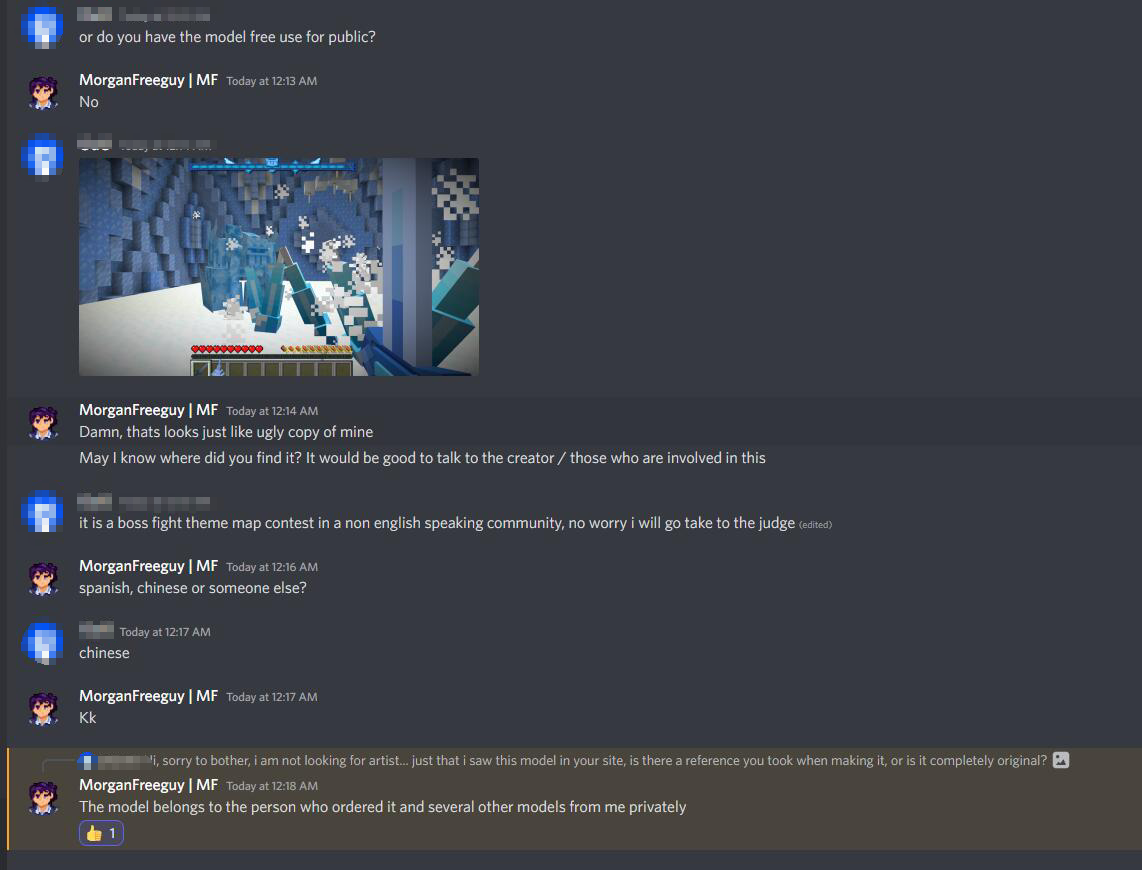 or do you have the model free use for public?
MorganFreeguy | MF Today at 12:13 AM
No
MorganFreeguy | MF Today at 12:14 AM
Damn, thats looks just like ugly copy of mine
May I know where did you find it? It would be good to talk to the creator / those who are involved in this
it is a boss fight theme map contest in a non english speaking community, no worry i will go take to the judge (edited)
MorganFreeguy | MF Today at 12:16 AM
spanish, chinese or someone else?
Today at 12:17 AM
chinese
MorganFreeguy | MF Today at 12:17 AM
Kk
i, sorry to bother, i am not looking for artist... just that i saw this model in your site, is there a reference you took when making it, or is it completely original?
MorganFreeguy | MF Today at 12:18 AM
The model belongs to the person who ordered it and several other models from me privately
👍 1